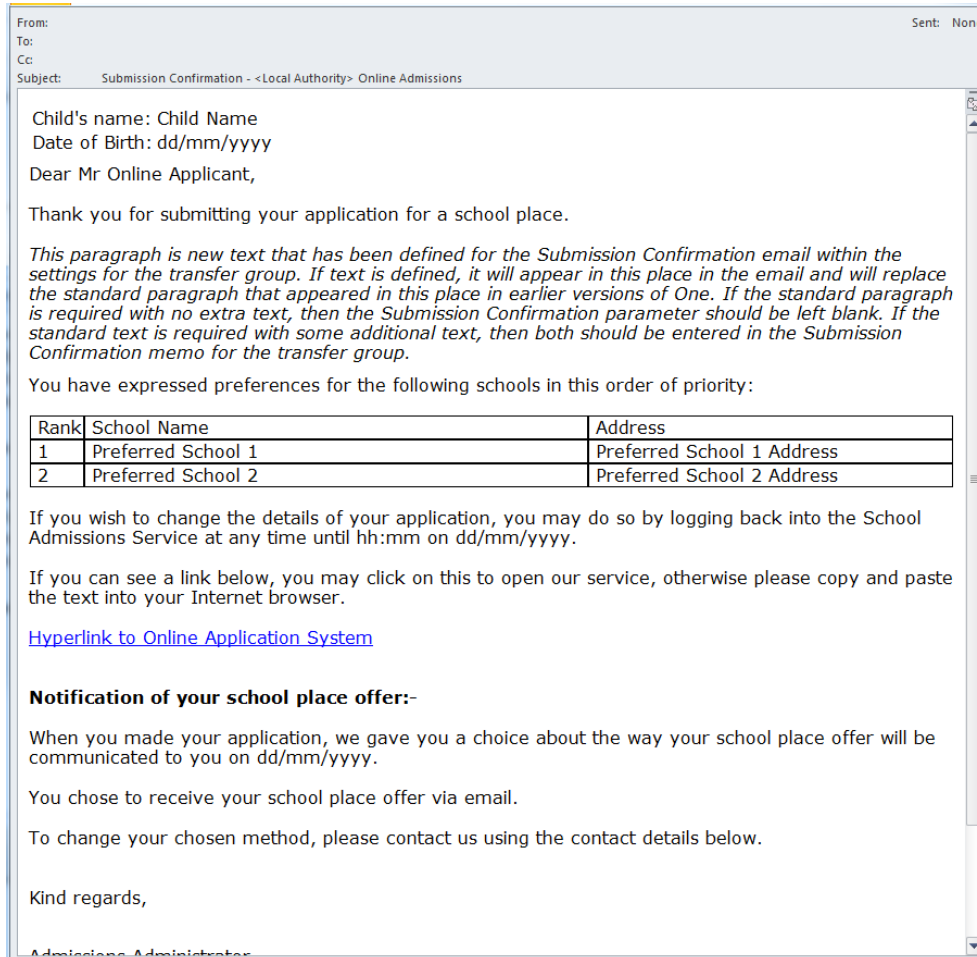 From:
Sent: Non
To:
Cc:
Subject: Submission Confirmation - <Local Authority> Online Admissions
Child's name: Child Name
Date of Birth: dd/mm/yyyy
Dear Mr Online Applicant,
Thank you for submitting your application for a school place.
This paragraph is new text that has been defined for the Submission Confirmation email within the
settings for the transfer group. If text is defined, it will appear in this place in the email and will replace
the standard paragraph that appeared in this place in earlier versions of One. If the standard paragraph
is required with no extra text, then the Submission Confirmation parameter should be left blank. If the
standard text is required with some additional text, then both should be entered in the Submission
Confirmation memo for the transfer group.
You have expressed preferences for the following schools in this order of priority:
Rank School Name Address
1 Preferred School 1 Preferred School 1 Address
2 Preferred School 2 Preferred School 2 Address
If you wish to change the details of your application, you may do so by logging back into the School
Admissions Service at any time until hh:mm on dd/mm/yyyy.
If you can see a link below, you may click on this to open our service, otherwise please copy and paste
the text into your Internet browser.
Hyperlink to Online Application System
Notification of your school place offer:-
When you made your application, we gave you a choice about the way your school place offer will be
communicated to you on dd/mm/yyyy.
You chose to receive your school place offer via email.
To change your chosen method, please contact us using the contact details below.
Kind regards,
Admissions Administrator